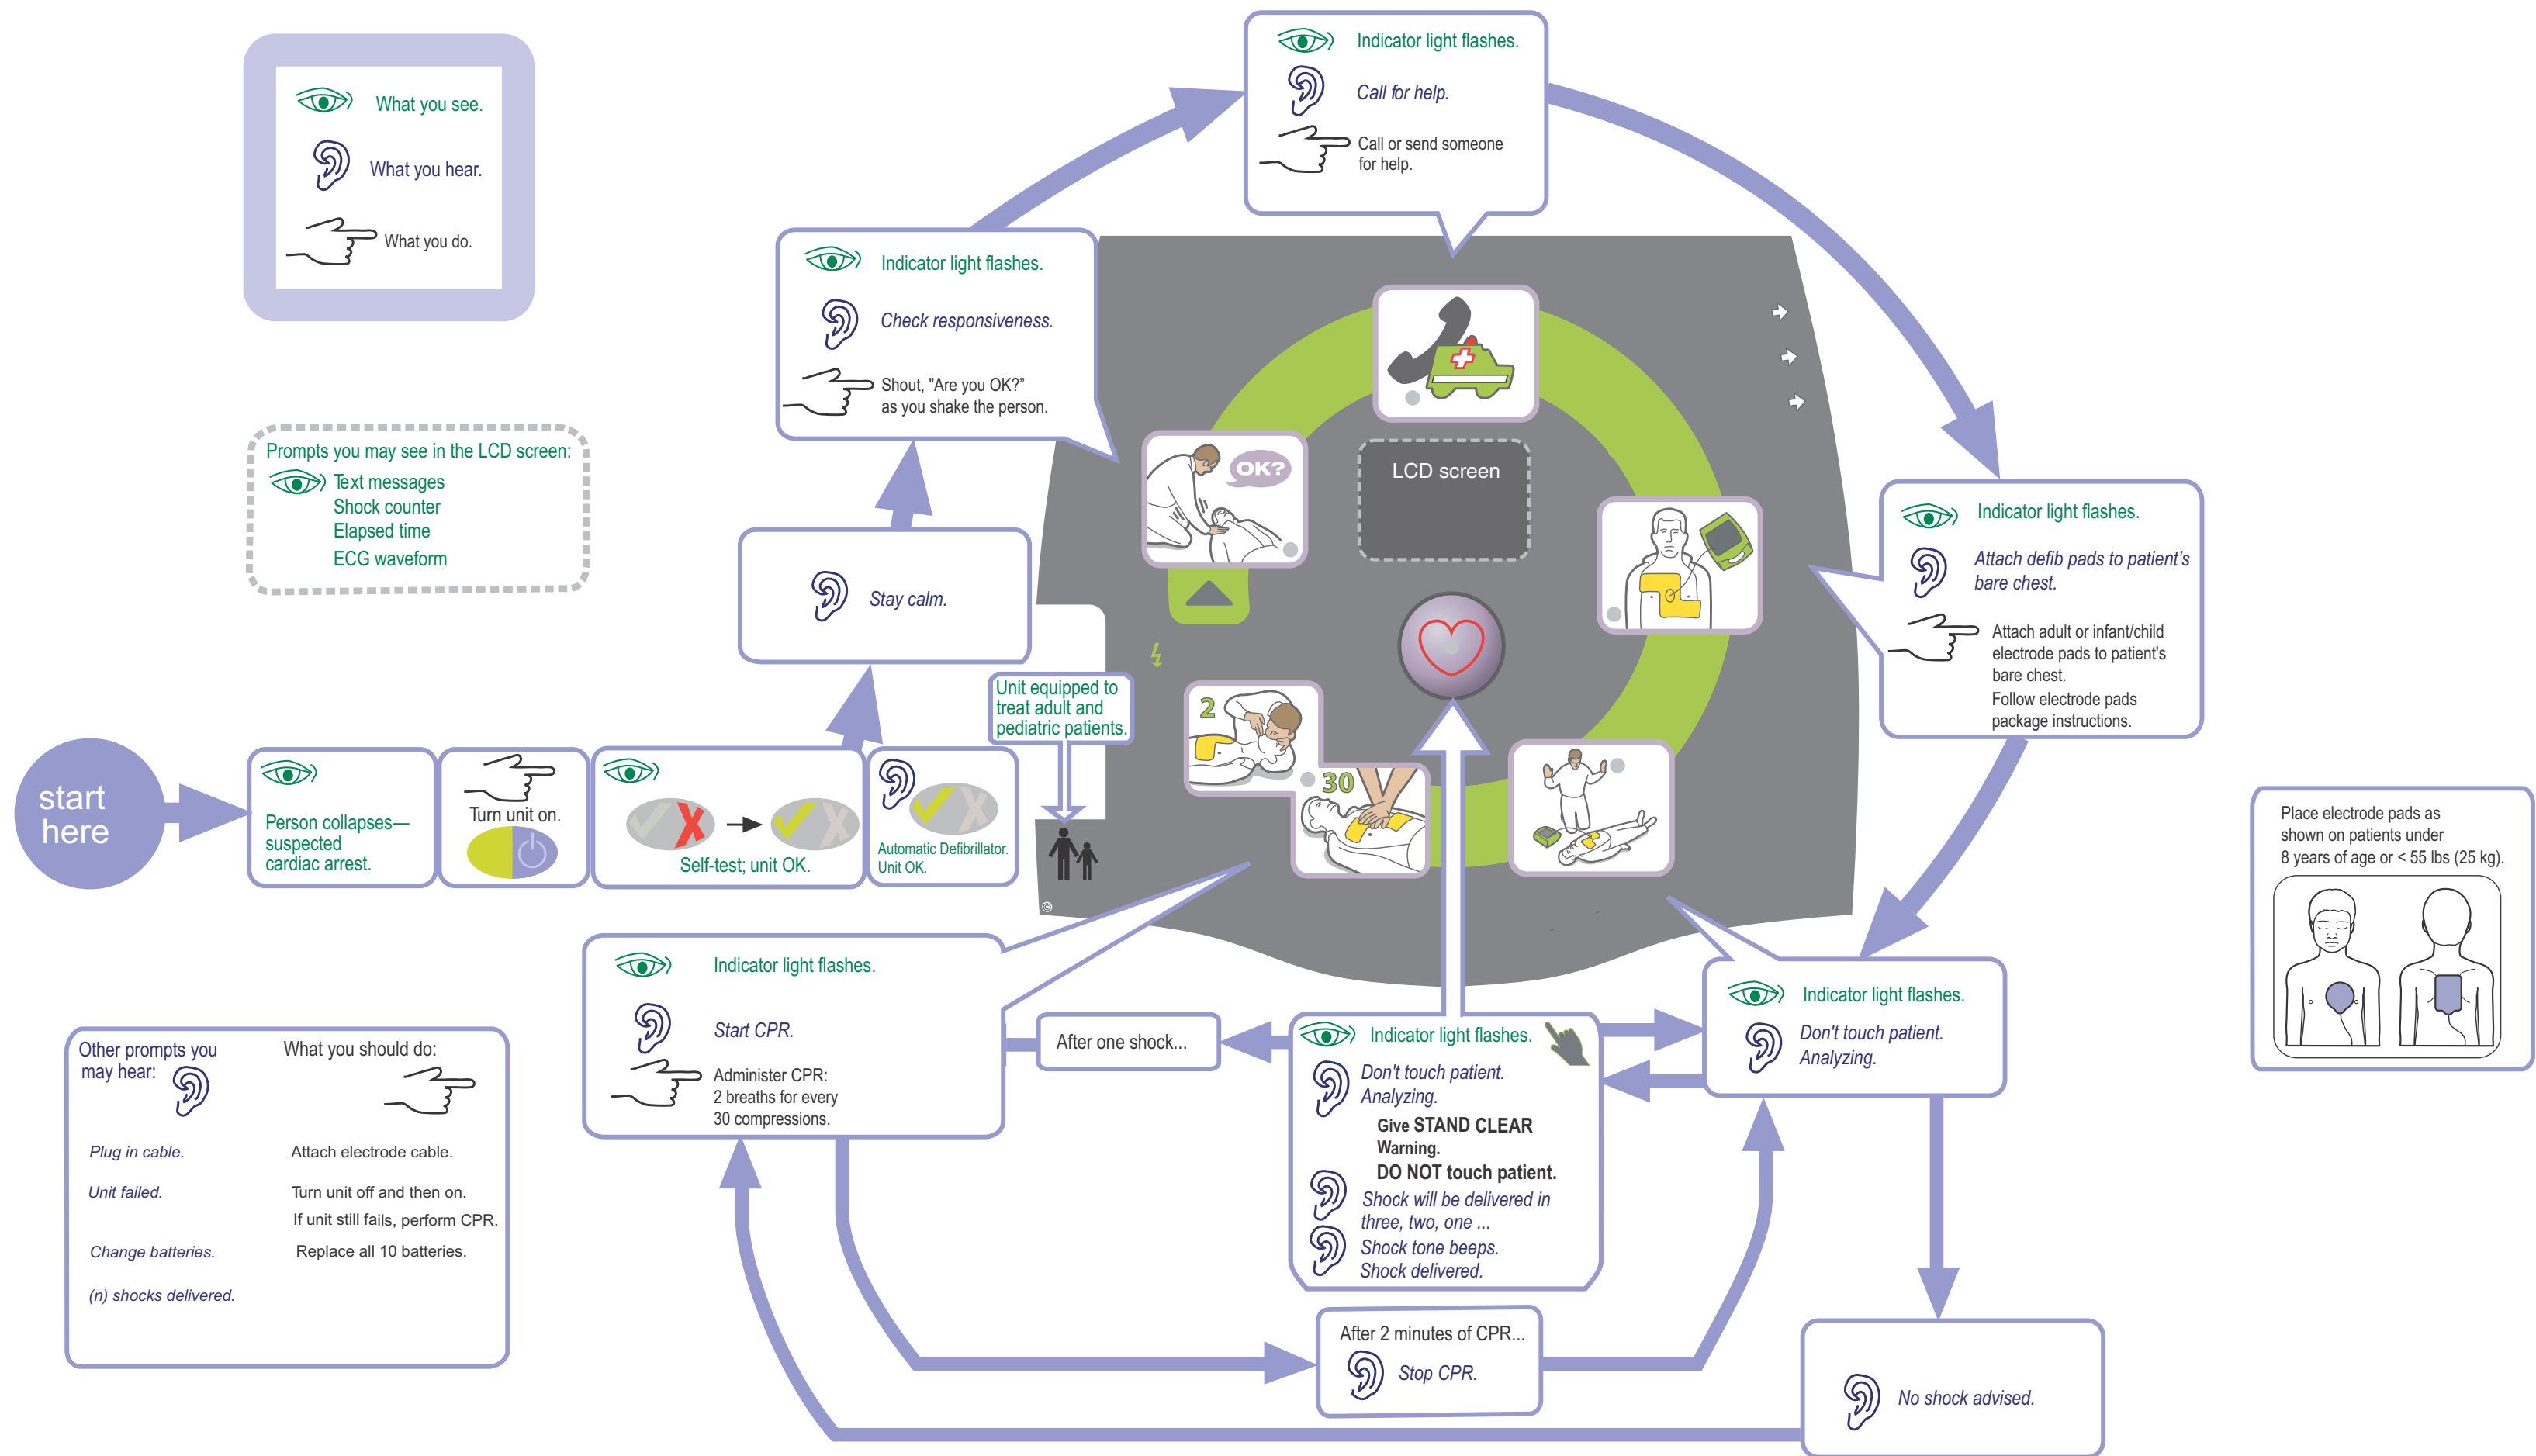 What you see.
What you hear.
What you do.
Prompts you may see in the LCD screen:
Text messages
Shock counter
Elapsed time
ECG waveform
start
here
Person collapses—
suspected
cardiac arrest.
Turn unit on.
Self-test; unit OK.
Automatic Defibrillator.
Unit OK.
Stay calm.
Indicator light flashes.
Check responsiveness.
Shout, "Are you OK?”
as you shake the person.
Indicator light flashes.
Call for help.
Call or send someone
for help.
Indicator light flashes.
Attach defib pads to patient’s
bare chest.
Attach adult or infant/child
electrode pads to patient's
bare chest.
Follow electrode pads
package instructions.
OK?
LCD screen
Unit equipped to
treat adult and
pediatric patients.
2
30
©
Place electrode pads as
shown on patients under
8 years of age or < 55 lbs (25 kg).
Indicator light flashes.
Don't touch patient.
Analyzing.
Indicator light flashes.
Don't touch patient.
Analyzing.
Give STAND CLEAR
Warning.
DO NOT touch patient.
Shock will be delivered in
three, two, one ...
Shock tone beeps.
Shock delivered.
After one shock...
Indicator light flashes.
Start CPR.
Administer CPR:
2 breaths for every
30 compressions.
After 2 minutes of CPR...
Stop CPR.
No shock advised.
Other prompts you
may hear:
What you should do:
Plug in cable.
Attach electrode cable.
Unit failed.
Turn unit off and then on.
If unit still fails, perform CPR.
Change batteries.
Replace all 10 batteries.
(n) shocks delivered.